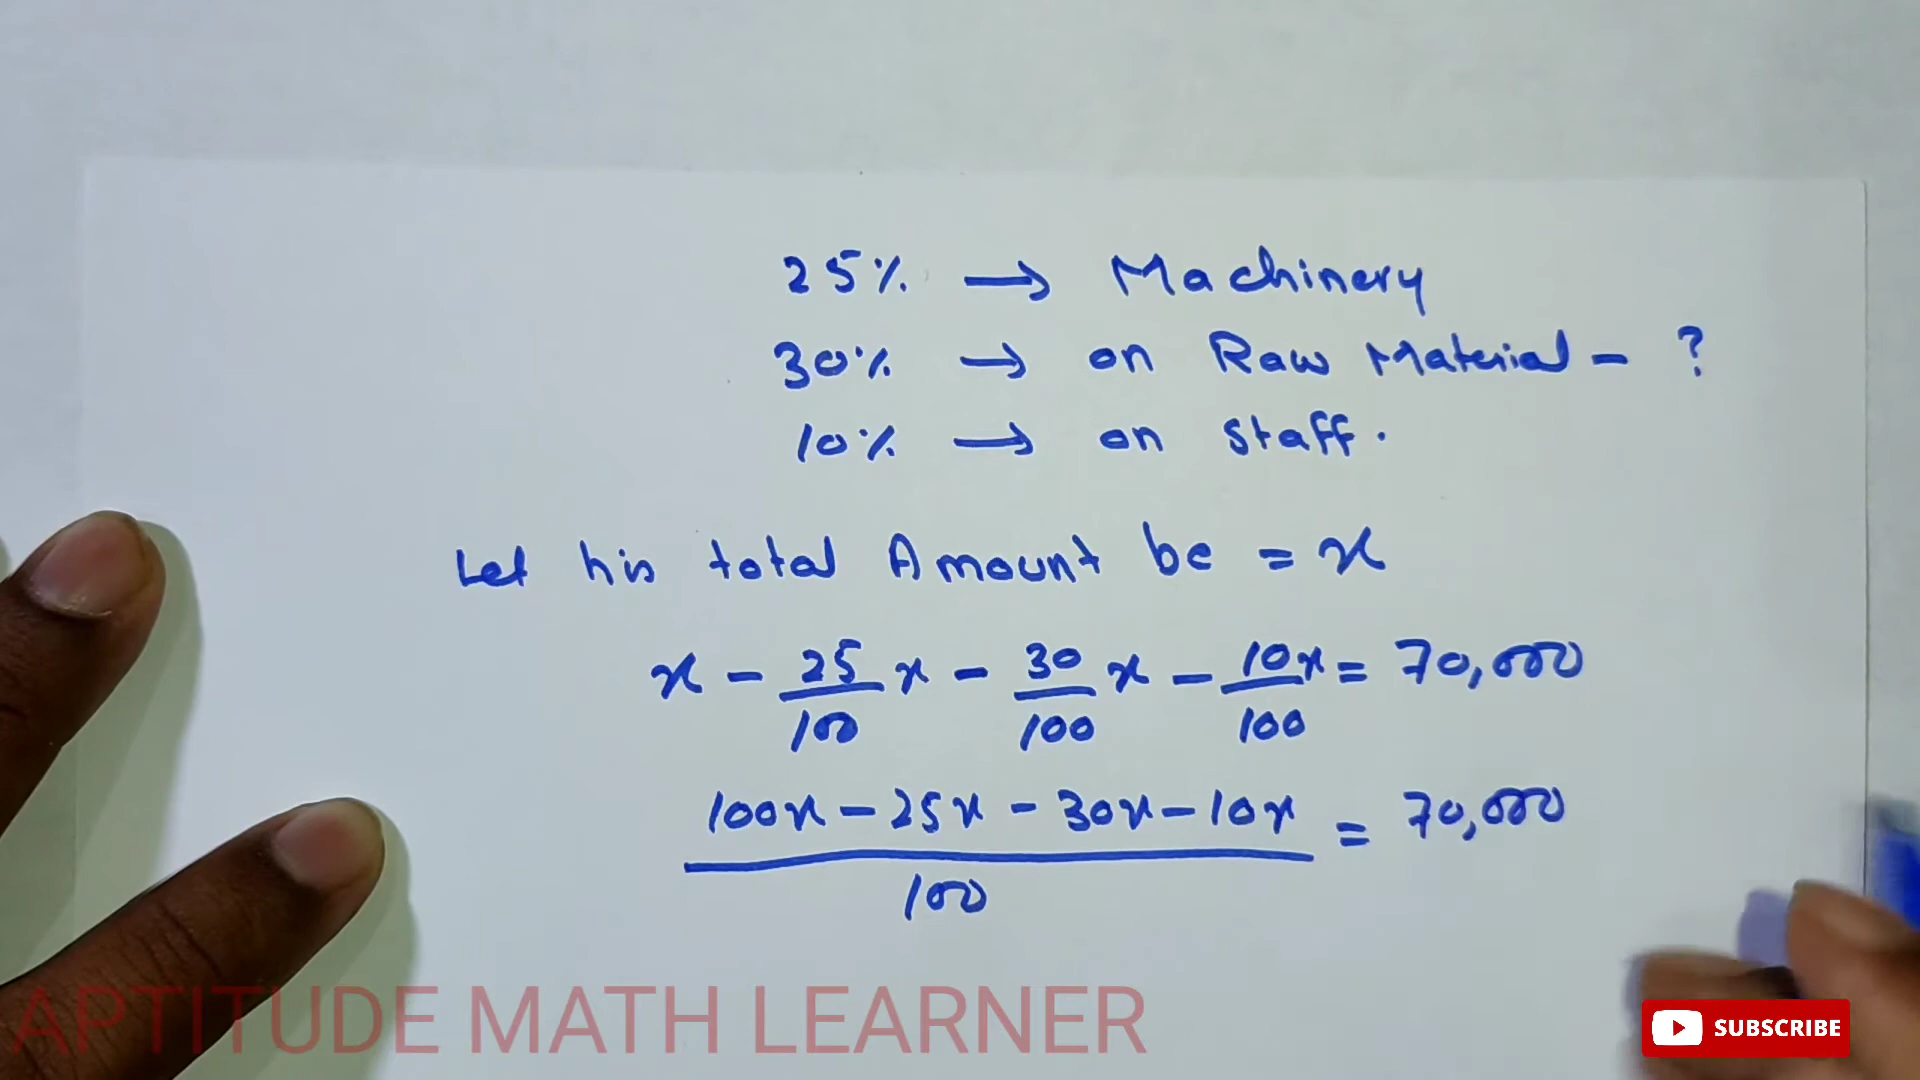 25% → Machinery
30% → on Raw Material - ?
10% → on Staff.
Let his total Amount be = x
x - 25/100 x - 30/100 x - 10x/100 = 70,000
100x - 25x - 30x - 10x / 100 = 70,000
APTITUDE MATH LEARNER
SUBSCRIBE